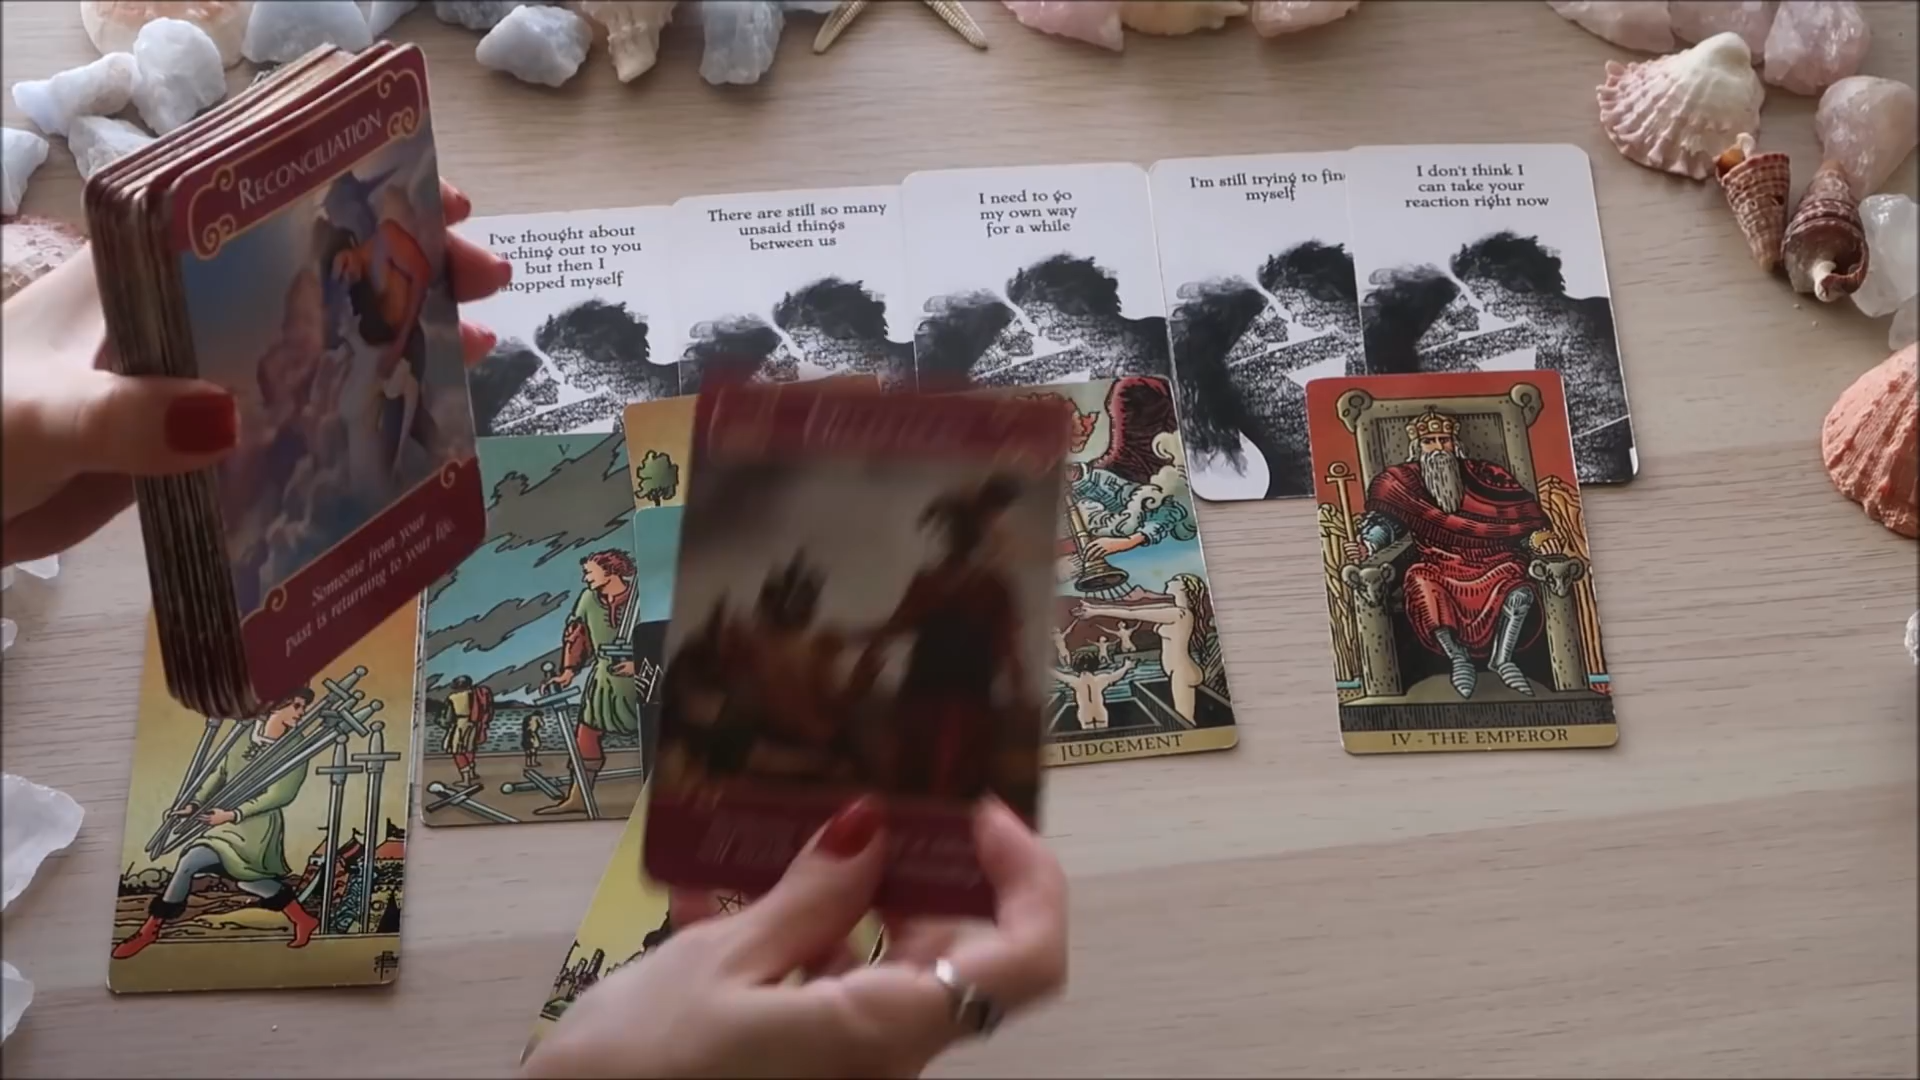 RECONCILIATION
Someone from your
past is returning to your life.
I've thought about
aching out to you
but then I
stopped myself
There are still so many
unsaid things
between us
I need to go
my own way
for a while
I'm still trying to fin
myself
I don't think I
can take your
reaction right now
V
JUDGEMENT
IV - THE EMPEROR